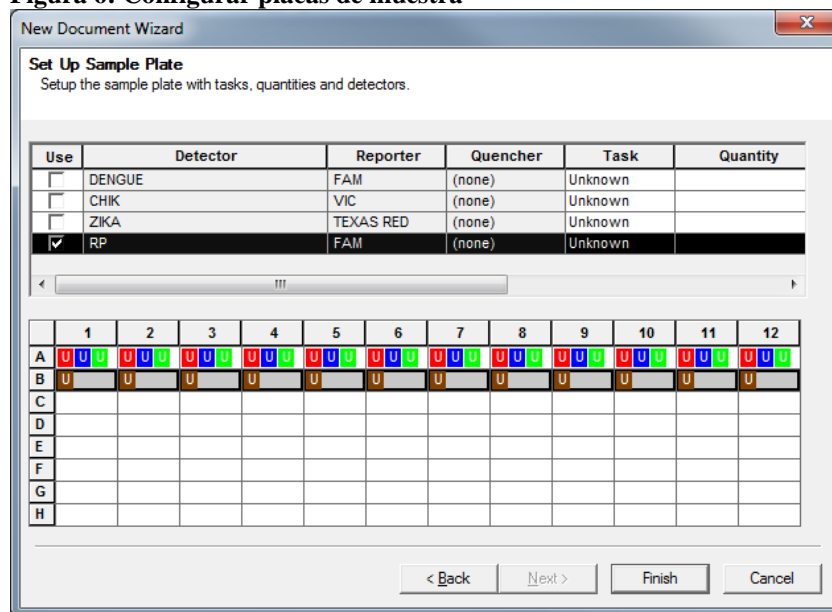 Figura 6: Configurar placas de muestra
New Document Wizard
X
Set Up Sample Plate
Setup the sample plate with tasks, quantities and detectors.
Use Detector Reporter Quencher Task Quantity
DENGUE FAM (none) Unknown
CHIK VIC (none) Unknown
ZIKA TEXAS RED (none) Unknown
RP FAM (none) Unknown
1 2 3 4 5 6 7 8 9 10 11 12
A U U U U U U U U U U U U U U U U U U U U U U U U U U U U U U U U U U U U
B U U U U U U U U U U U U
C
D
E
F
G
H
< Back Next > Finish Cancel